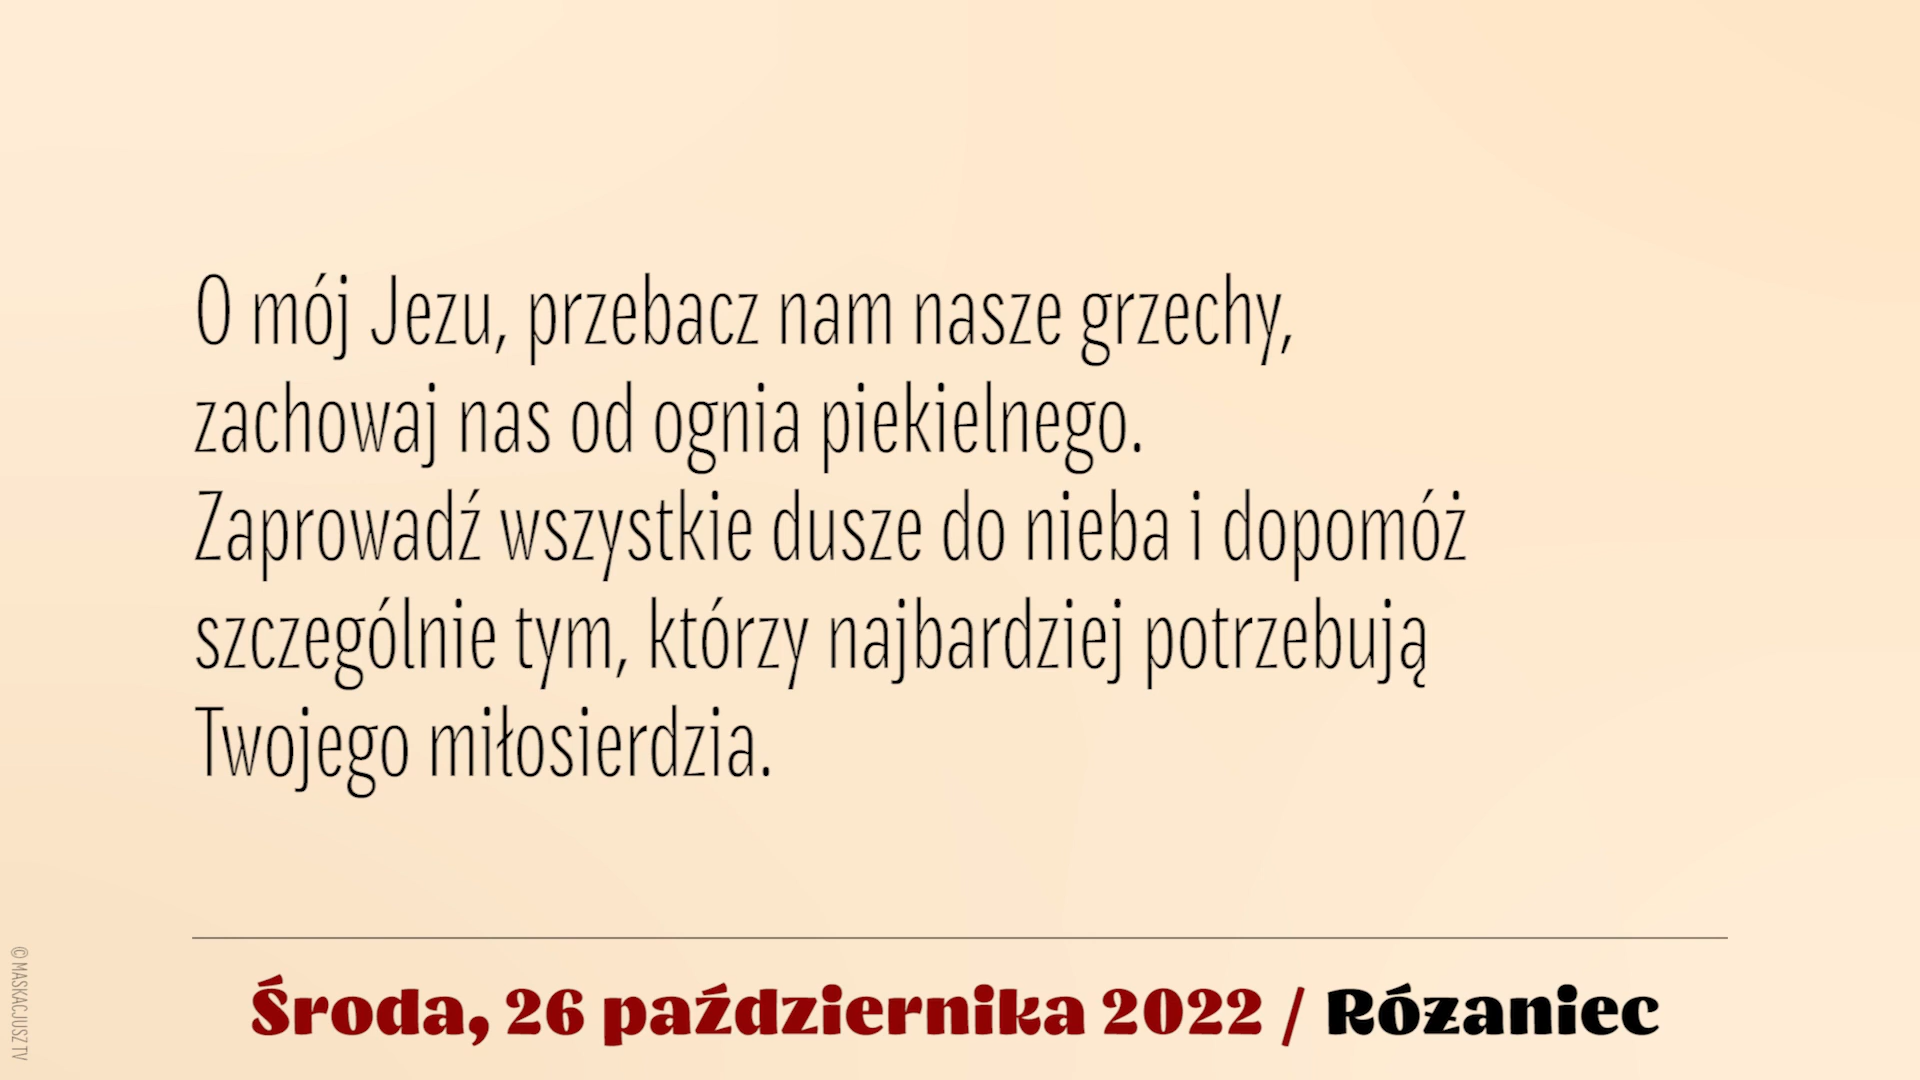 O mój Jezu, przebacz nam nasze grzechy,
zachowaj nas od ognia piekielnego.
Zaprowadź wszystkie dusze do nieba i dopomóż
szczególnie tym, którzy najbardziej potrzebują
Twojego miłosierdzia.
Środa, 26 października 2022 / Różaniec
© MASKACJUSZ TV